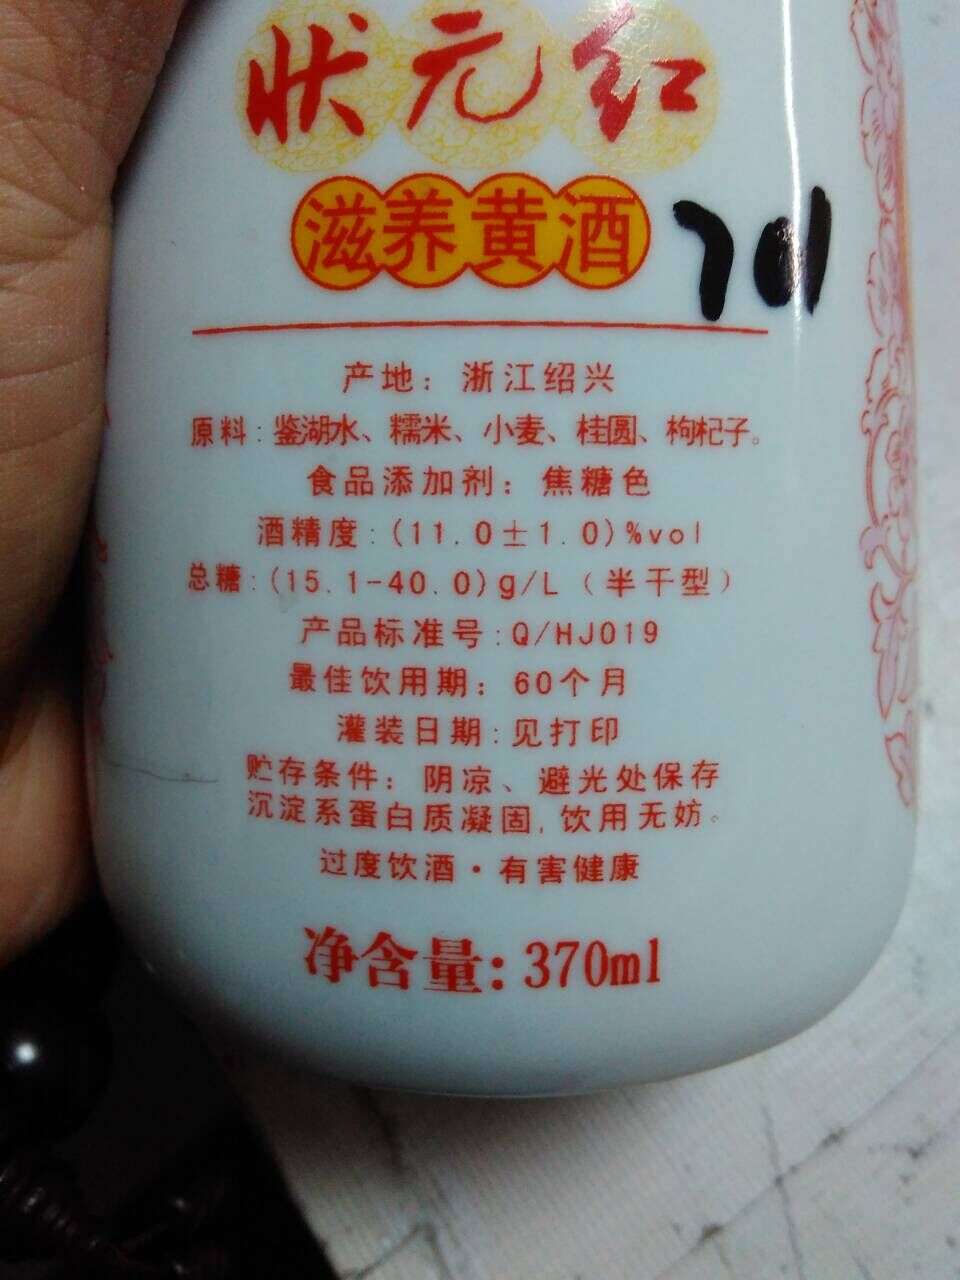 状元红
滋养黄酒
701
产地：浙江绍兴
原料：鉴湖水、糯米、小麦、桂圆、枸杞子。
食品添加剂：焦糖色
酒精度：(11.0±1.0)%vol
总糖：(15.1-40.0)g/L（半干型）
产品标准号：Q/HJ019
最佳饮用期：60个月
灌装日期：见打印
贮存条件：阴凉、避光处保存
沉淀系蛋白质凝固，饮用无妨。
过度饮酒·有害健康
净含量：370ml